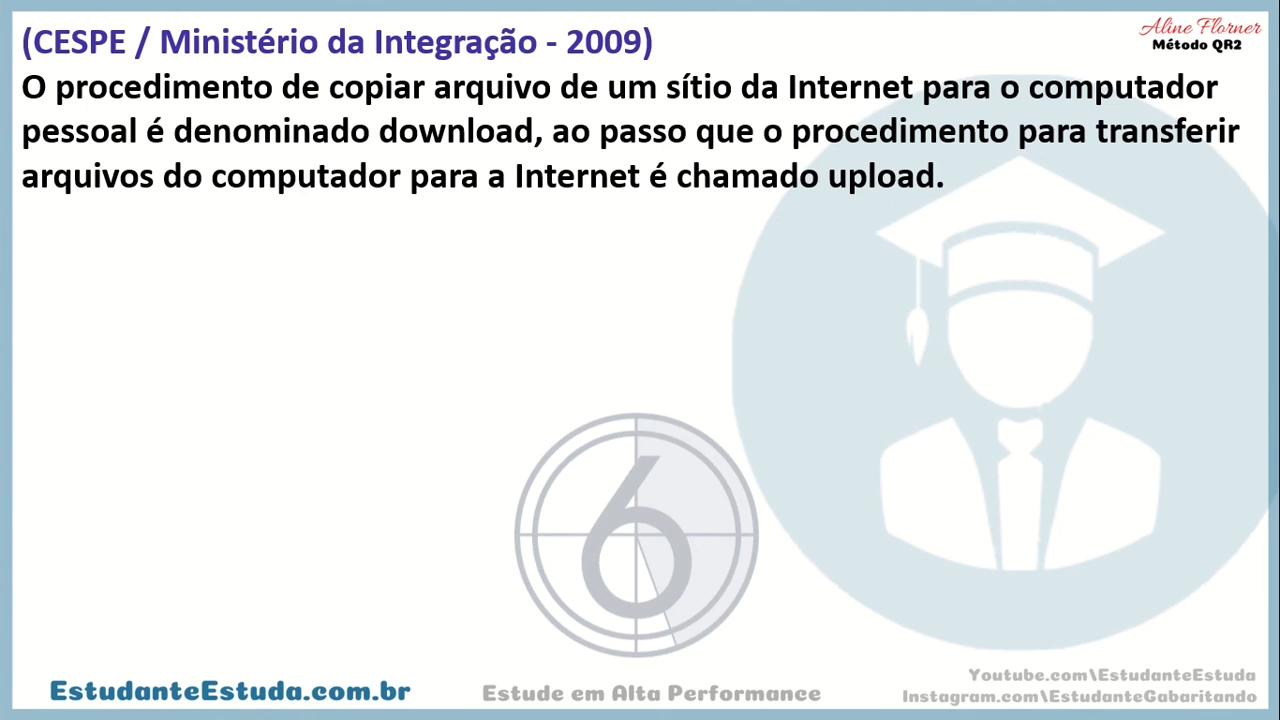 Aline Florner
Método QR2
(CESPE / Ministério da Integração - 2009)
O procedimento de copiar arquivo de um sítio da Internet para o computador
pessoal é denominado download, ao passo que o procedimento para transferir
arquivos do computador para a Internet é chamado upload.
6
EstudanteEstuda.com.br
Estude em Alta Performance
Youtube.com\EstudanteEstuda
Instagram.com\EstudanteGabaritando